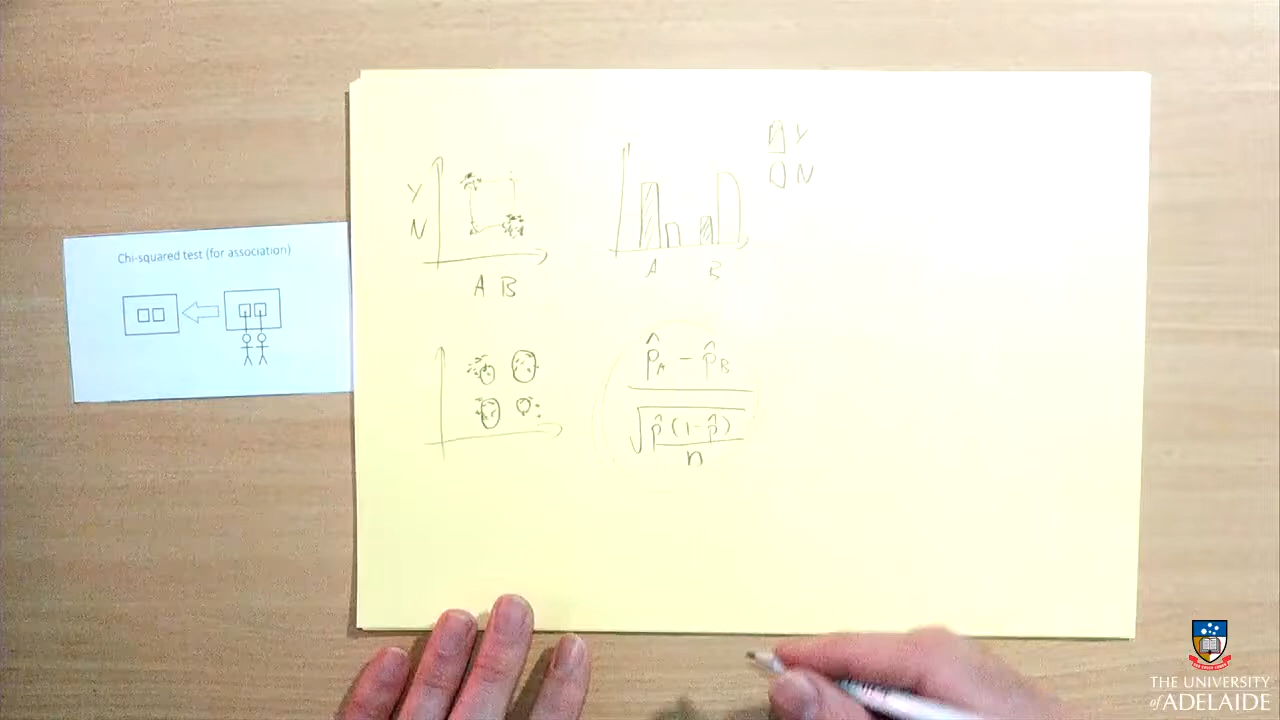 Chi-squared test (for association)
Y
N
A B
A B
Y
N
p̂A − p̂B
√p̂(1−p̂)
n
THE UNIVERSITY
of ADELAIDE